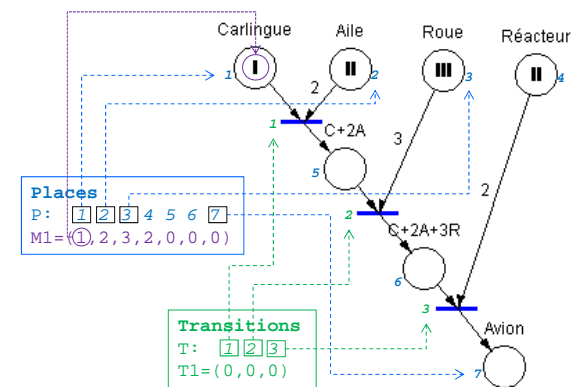 Carlingue Aile Roue Réacteur
I II III II
1 2 3 4
2
1 C+2A
3
5
2
Places
P: 1 2 3 4 5 6 7
M1=(1,2,3,2,0,0,0)
2 C+2A+3R
6
3
Transitions
T: 1 2 3
T1=(0,0,0)
Avion
7